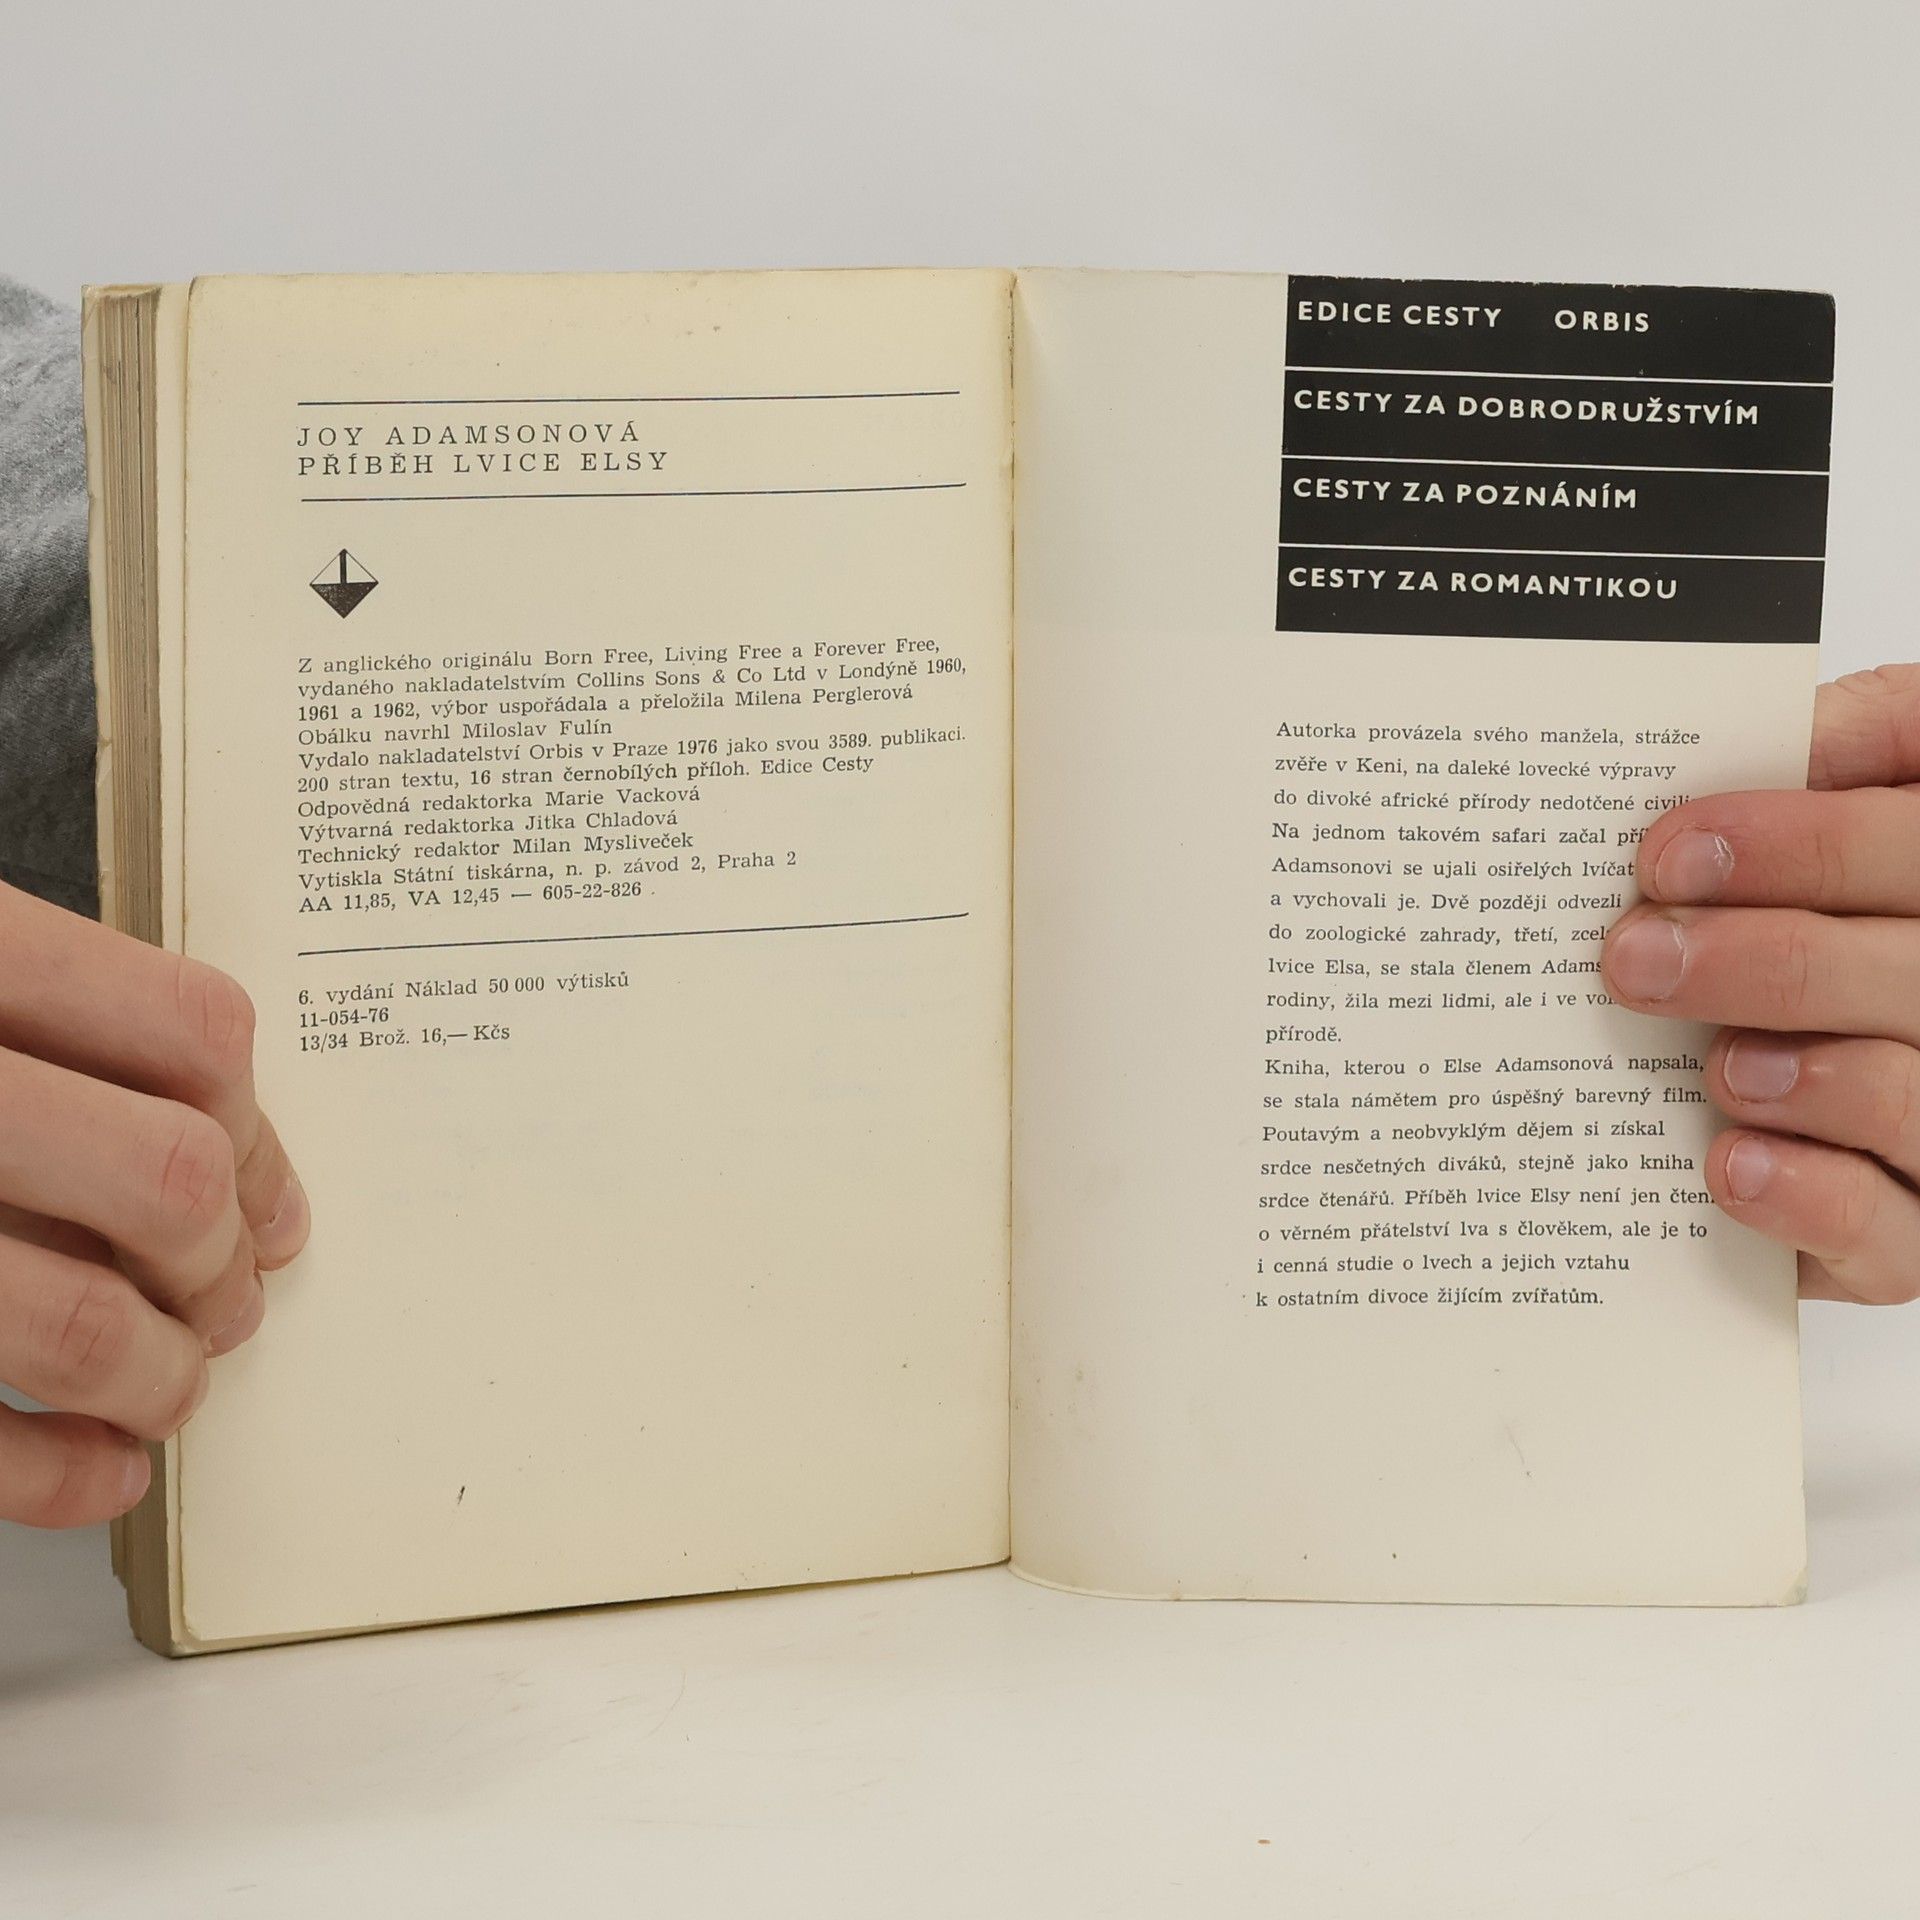 JOY ADAMSONOVÁ
PŘÍBĚH LVICE ELSY
Z anglického originálu Born Free, Living Free a Forever Free,
vydaného nakladatelstvím Collins Sons & Co Ltd v Londýně 1960,
1961 a 1962, výbor uspořádala a přeložila Milena Perglerová
Obálku navrhl Miloslav Fulín
Vydalo nakladatelství Orbis v Praze 1976 jako svou 3589. publikaci.
200 stran textu, 16 stran černobílých příloh. Edice Cesty
Odpovědná redaktorka Marie Vacková
Výtvarná redaktorka Jitka Chladová
Technický redaktor Milan Mysliveček
Vytiskla Státní tiskárna, n. p. závod 2, Praha 2
AA 11,85, VA 12,45 — 605-22-826
6. vydání Náklad 50 000 výtisků
11-054-76
13/34 Brož. 16,— Kčs
EDICE CESTY ORBIS
CESTY ZA DOBRODRUŽSTVÍM
CESTY ZA POZNÁNÍM
CESTY ZA ROMANTIKOU
Autorka provázela svého manžela, strážce
zvěře v Keni, na daleké lovecké výpravy
do divoké africké přírody nedotčené
Na jednom takovém safari začal
Adamsonovi se ujali osiřelých lvíčat
a vychovali je. Dvě později odvezli
do zoologické zahrady, třetí,
lvice Elsa, se stala členem
rodiny, žila mezi lidmi, ale i ve
přírodě.
Kniha, kterou o Else Adamsonová napsala,
se stala námětem pro úspěšný barevný film.
Poutavým a neobvyklým dějem si získal
srdce nesčetných diváků, stejně jako kniha
srdce čtenářů. Příběh lvice Elsy není jen
o věrném přátelství lva s člověkem, ale je to
i cenná studie o lvech a jejich vztahu
k ostatním divoce žijícím zvířatům.